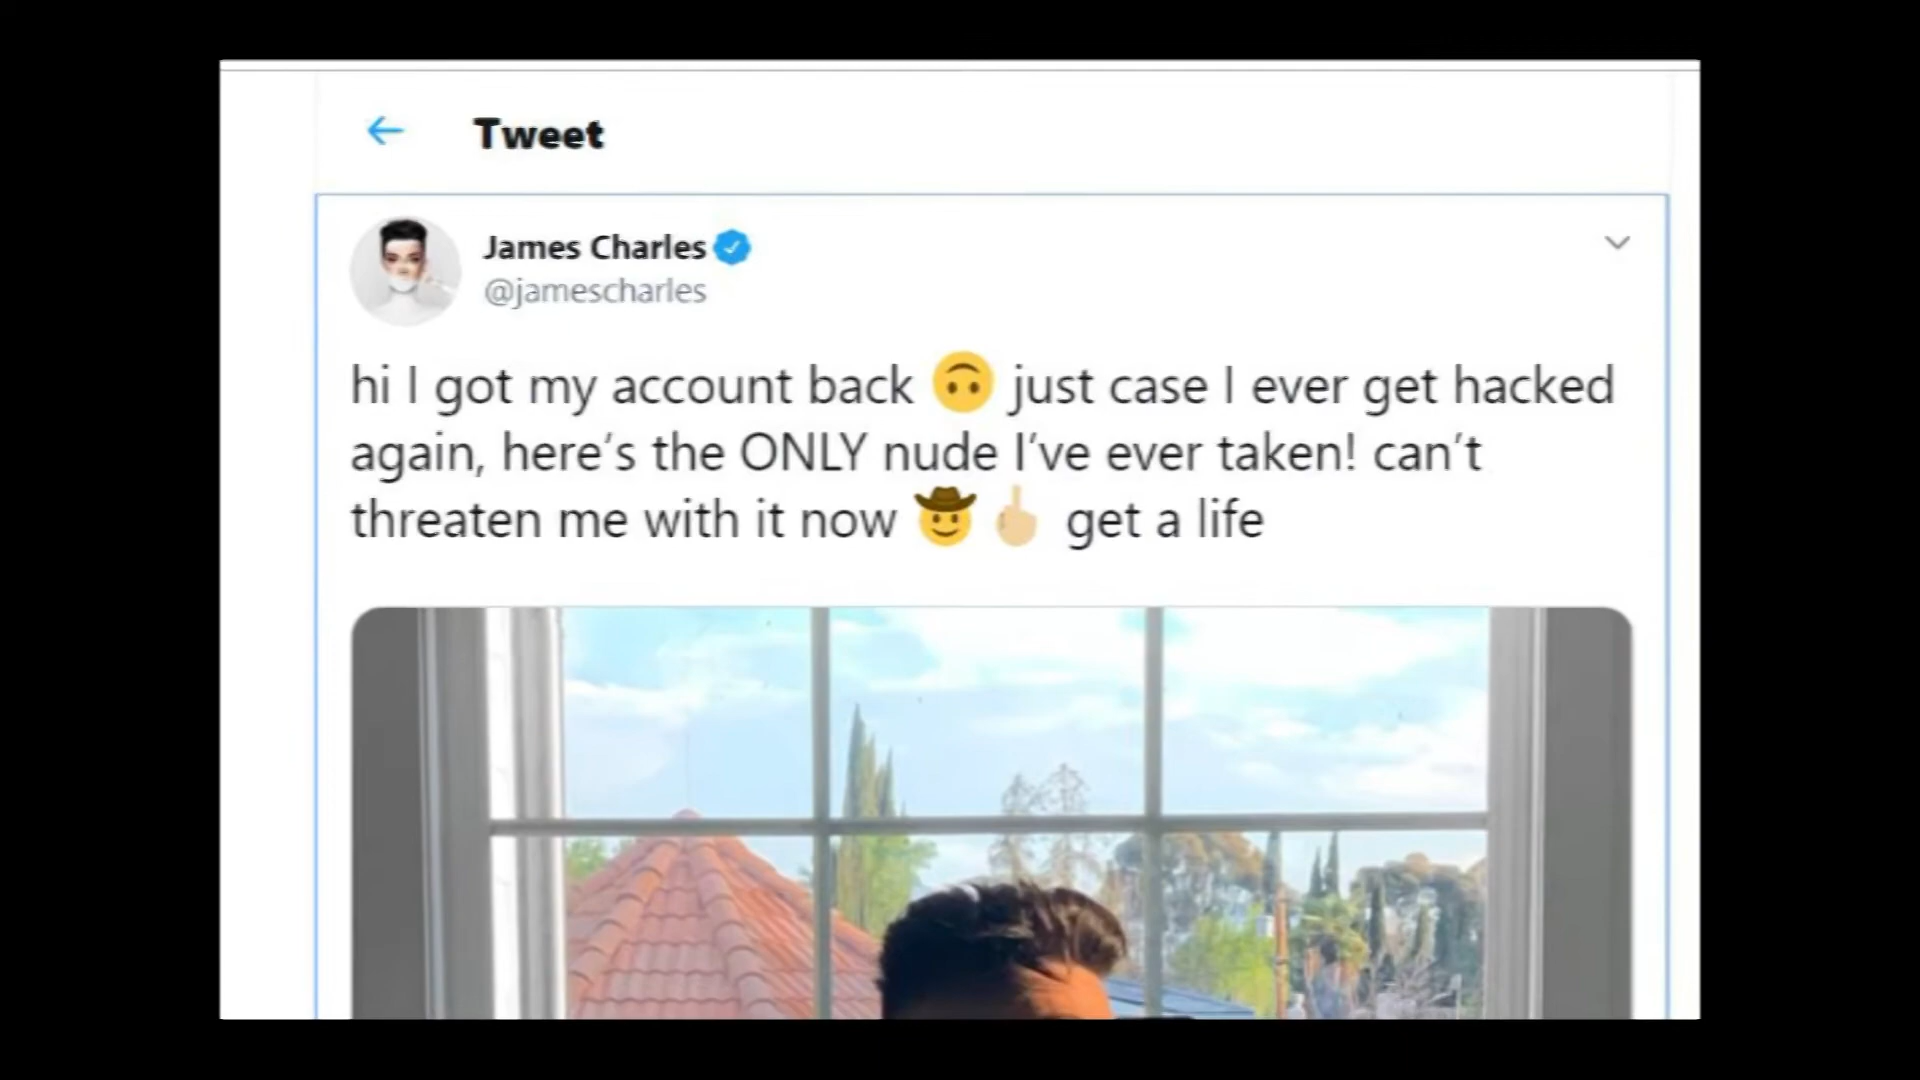 Tweet
James Charles
@jamescharles
hi I got my account back 🙃 just case I ever get hacked
again, here’s the ONLY nude I’ve ever taken! can’t
threaten me with it now 🤠🖕🏼 get a life